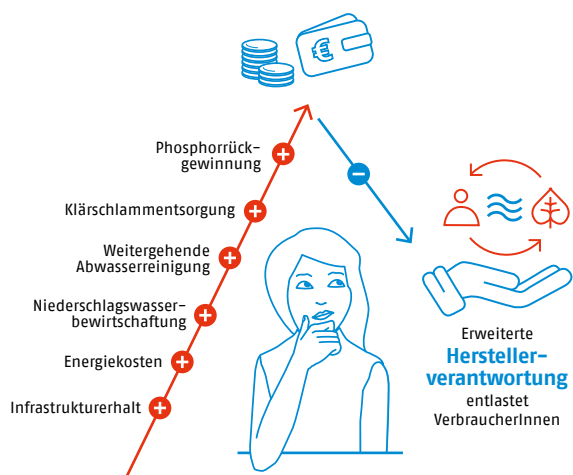 €
Phosphorrück-
gewinnung
Klärschlammentsorgung
Weitergehende
Abwasserreinigung
Niederschlagswasser-
bewirtschaftung
Energiekosten
Infrastrukturerhalt
Erweiterte
Hersteller-
verantwortung
entlastet
VerbraucherInnen